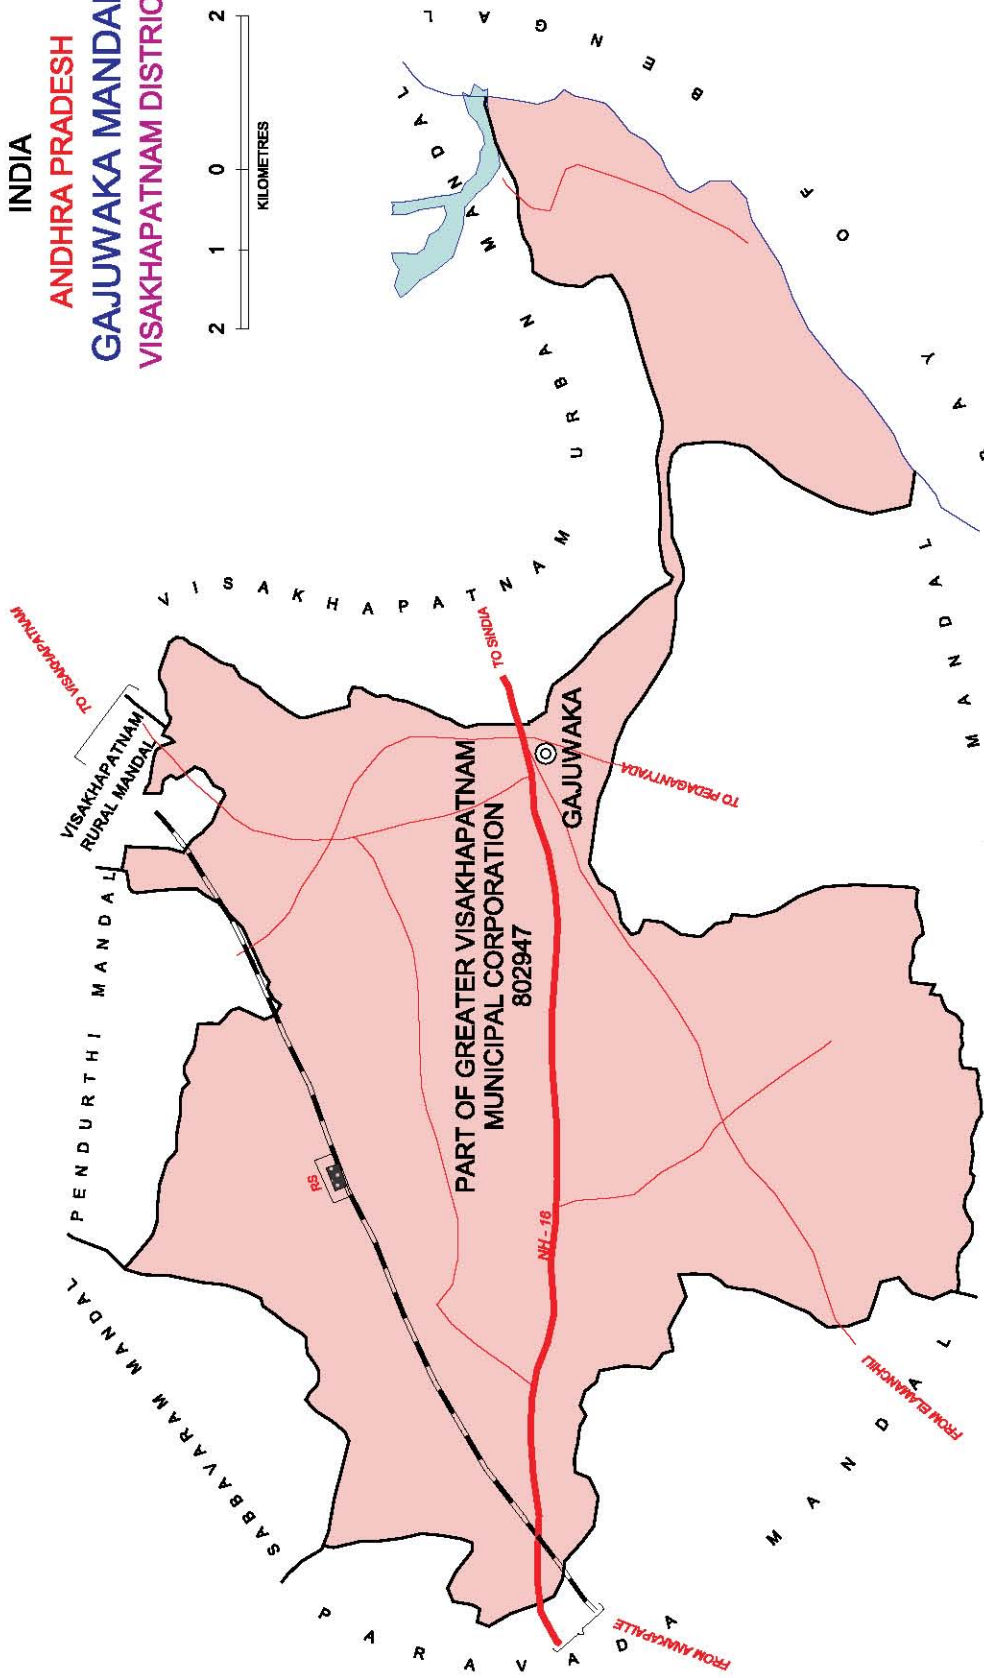 INDIA
ANDHRA PRADESH
GAJUWAKA MANDAL
VISAKHAPATNAM DISTRIC
2 1 0 2
KILOMETRES
PENDURTHI MANDAL
VISAKHAPATNAM
RURAL MANDAL
TO VISAKHAPATNAM
SABBAVARAM MANDAL
VISAKHAPATNAM URBAN MANDAL
RS
PART OF GREATER VISAKHAPATNAM
MUNICIPAL CORPORATION
802947
NH - 16
TO SINDIA
GAJUWAKA
TO PEDAGANTYADA
PARAVADA MANDAL
FROM ANAKAPALLE
FROM ELAMANCHILI
MANDAL
BAY OF BENGAL